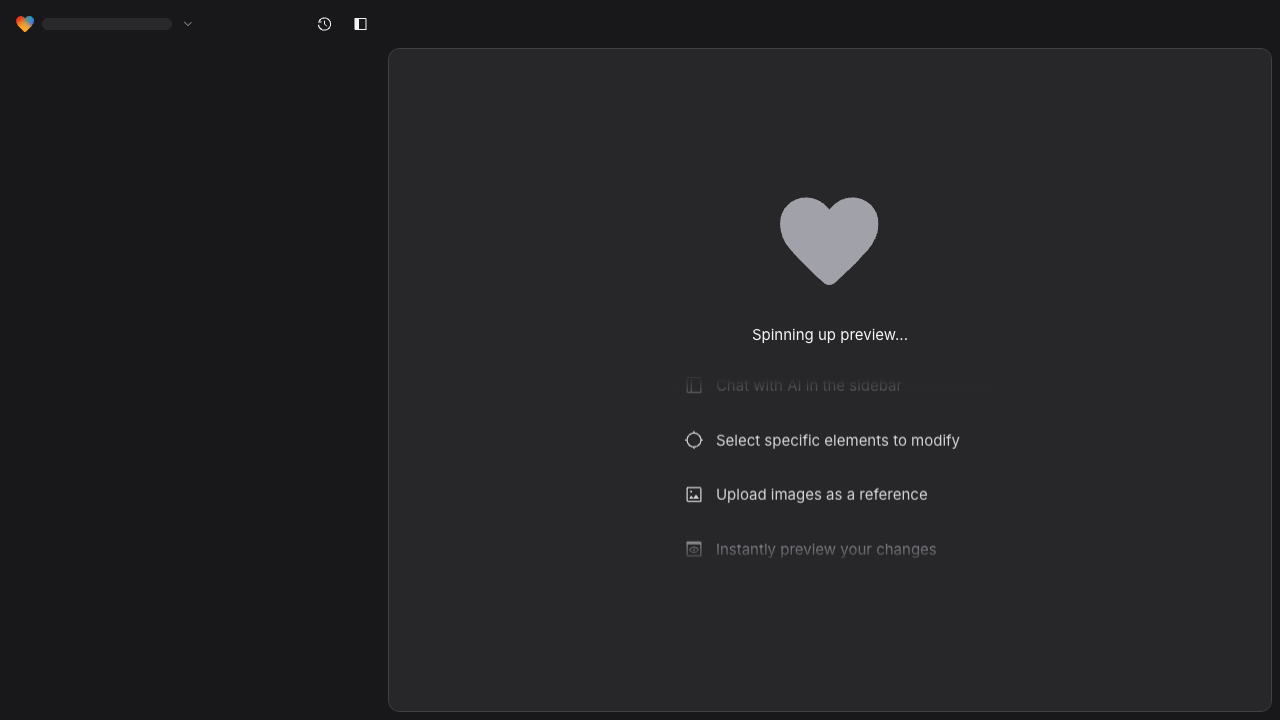 Spinning up preview...
Chat with AI in the sidebar
Select specific elements to modify
Upload images as a reference
Instantly preview your changes